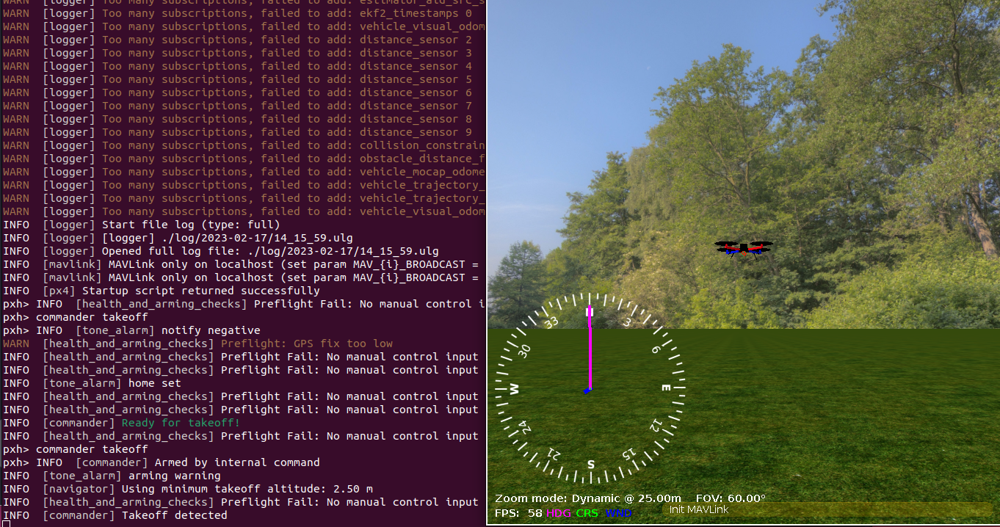 WARN [logger] Too many subscriptions, failed to add: estimator_aid_src_s
WARN [logger] Too many subscriptions, failed to add: ekf2_timestamps 0
WARN [logger] Too many subscriptions, failed to add: vehicle_visual_odom
WARN [logger] Too many subscriptions, failed to add: distance_sensor 2
WARN [logger] Too many subscriptions, failed to add: distance_sensor 3
WARN [logger] Too many subscriptions, failed to add: distance_sensor 4
WARN [logger] Too many subscriptions, failed to add: distance_sensor 5
WARN [logger] Too many subscriptions, failed to add: distance_sensor 6
WARN [logger] Too many subscriptions, failed to add: distance_sensor 7
WARN [logger] Too many subscriptions, failed to add: distance_sensor 8
WARN [logger] Too many subscriptions, failed to add: distance_sensor 9
WARN [logger] Too many subscriptions, failed to add: collision_constrain
WARN [logger] Too many subscriptions, failed to add: obstacle_distance_f
WARN [logger] Too many subscriptions, failed to add: vehicle_mocap_odome
WARN [logger] Too many subscriptions, failed to add: vehicle_trajectory_
WARN [logger] Too many subscriptions, failed to add: vehicle_trajectory_
WARN [logger] Too many subscriptions, failed to add: vehicle_visual_odom
INFO [logger] Start file log (type: full)
INFO [logger] [logger] ./log/2023-02-17/14_15_59.ulg
INFO [logger] Opened full log file: ./log/2023-02-17/14_15_59.ulg
INFO [mavlink] MAVLink only on localhost (set param MAV_{i}_BROADCAST =
INFO [mavlink] MAVLink only on localhost (set param MAV_{i}_BROADCAST =
INFO [px4] Startup script returned successfully
pxh> INFO [health_and_arming_checks] Preflight Fail: No manual control i
pxh> commander takeoff
pxh> INFO [tone_alarm] notify negative
WARN [health_and_arming_checks] Preflight: GPS fix too low
INFO [health_and_arming_checks] Preflight Fail: No manual control input
INFO [health_and_arming_checks] Preflight Fail: No manual control input
INFO [tone_alarm] home set
INFO [health_and_arming_checks] Preflight Fail: No manual control input
INFO [health_and_arming_checks] Preflight Fail: No manual control input
INFO [commander] Ready for takeoff!
INFO [health_and_arming_checks] Preflight Fail: No manual control input
pxh> commander takeoff
pxh> INFO [commander] Armed by internal command
INFO [tone_alarm] arming warning
INFO [navigator] Using minimum takeoff altitude: 2.50 m
INFO [health_and_arming_checks] Preflight Fail: No manual control input
INFO [commander] Takeoff detected
N
3
6
E
12
15
S
21
24
W
30
33
Zoom mode: Dynamic @ 25.00m FOV: 60.00°
FPS: 58 HDG CRS WND
Init MAVLink